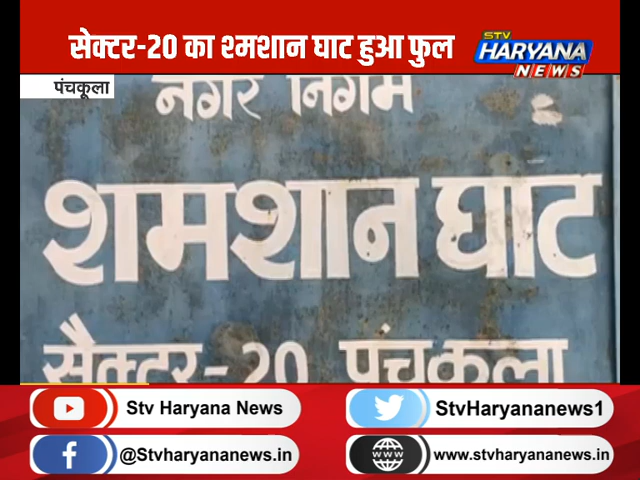 सेक्टर-20 का श्मशान घाट हुआ फुल
STV
HARYANA
NEWS
पंचकूला
नगर निगम
शमशान घाट
सैक्टर-20 पंचकूला
Stv Haryana News
StvHaryananews1
@Stvharyananews.in
www.stvharyananews.in